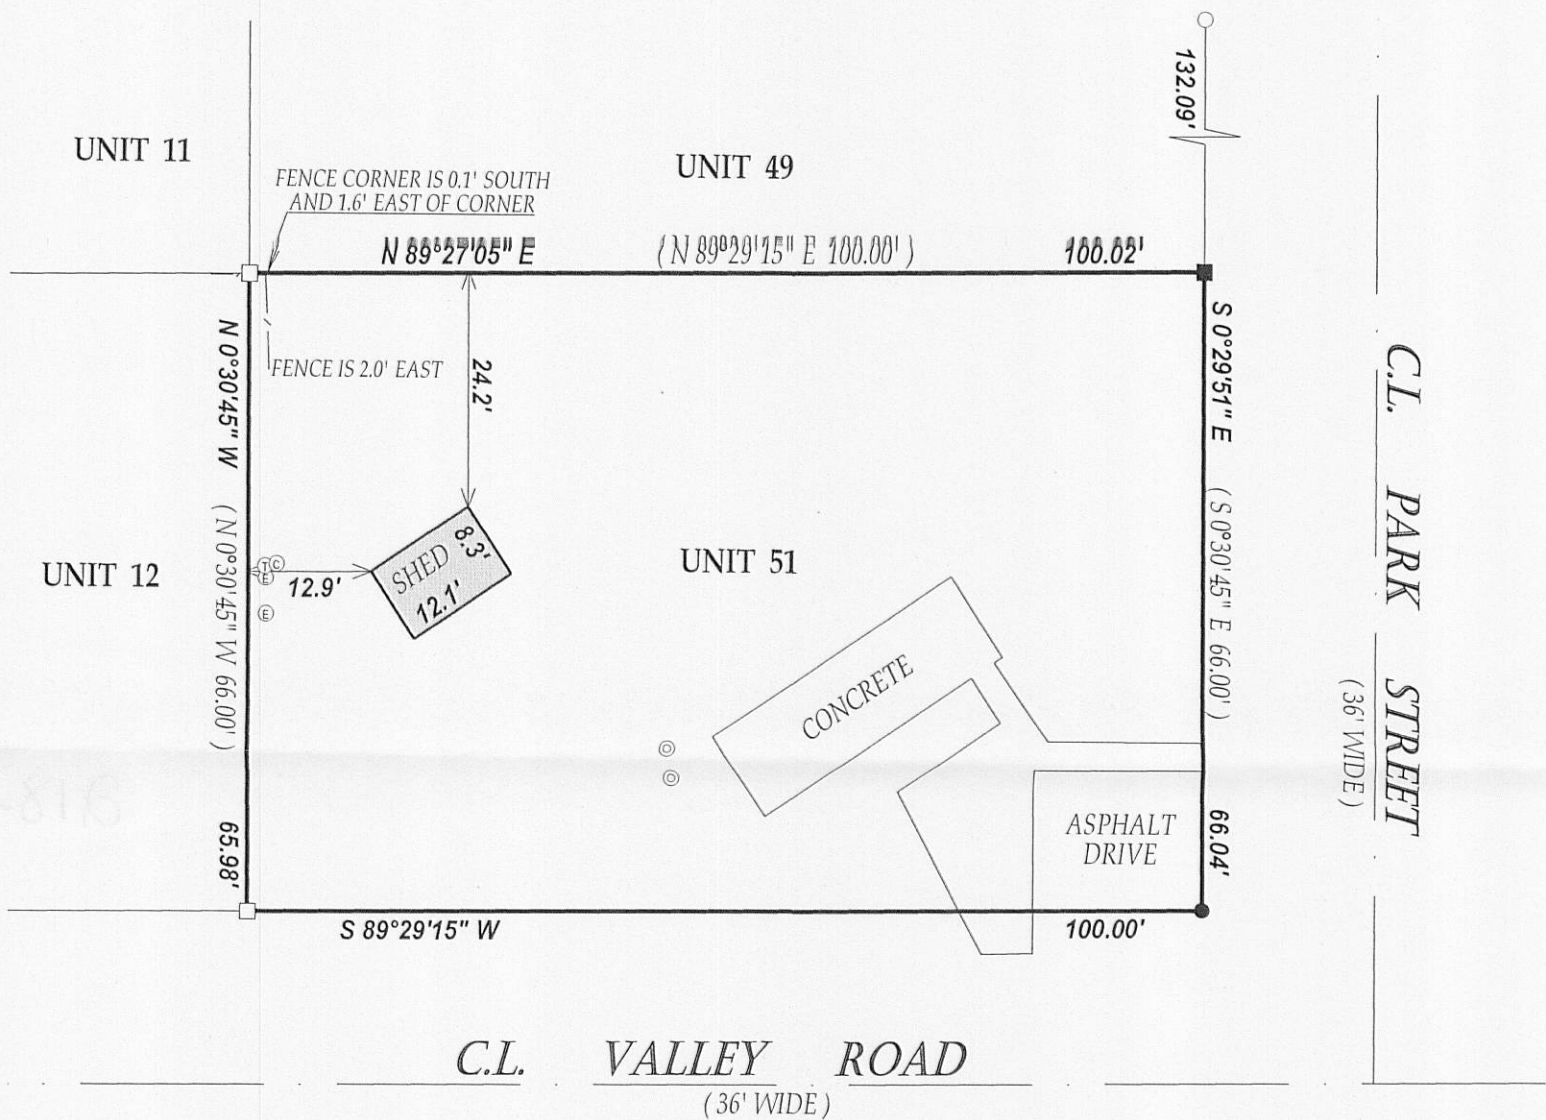 132.09'
UNIT 11
UNIT 49
FENCE CORNER IS 0.1' SOUTH
AND 1.6' EAST OF CORNER
N 89°27'05" E
( N 89°29'15" E 100.00' )
100.02'
N 0°30'45" W
( N 0°30'45" W 66.00' )
65.98'
FENCE IS 2.0' EAST
24.2'
S 0°29'51" E
( S 0°30'45" E 66.00' )
66.04'
C.L. PARK STREET
( 36' WIDE )
UNIT 12
T C
E
E
12.9'
SHED
8.3'
12.1'
UNIT 51
CONCRETE
ASPHALT
DRIVE
S 89°29'15" W
100.00'
C.L. VALLEY ROAD
( 36' WIDE )